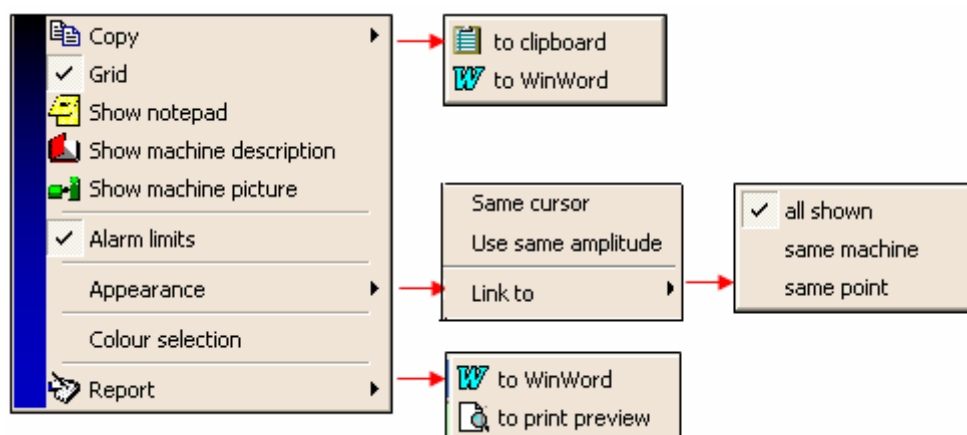 Copy
Grid
Show notepad
Show machine description
Show machine picture
Alarm limits
Appearance
Colour selection
Report
to clipboard
W to WinWord
Same cursor
Use same amplitude
Link to
all shown
same machine
same point
W to WinWord
to print preview